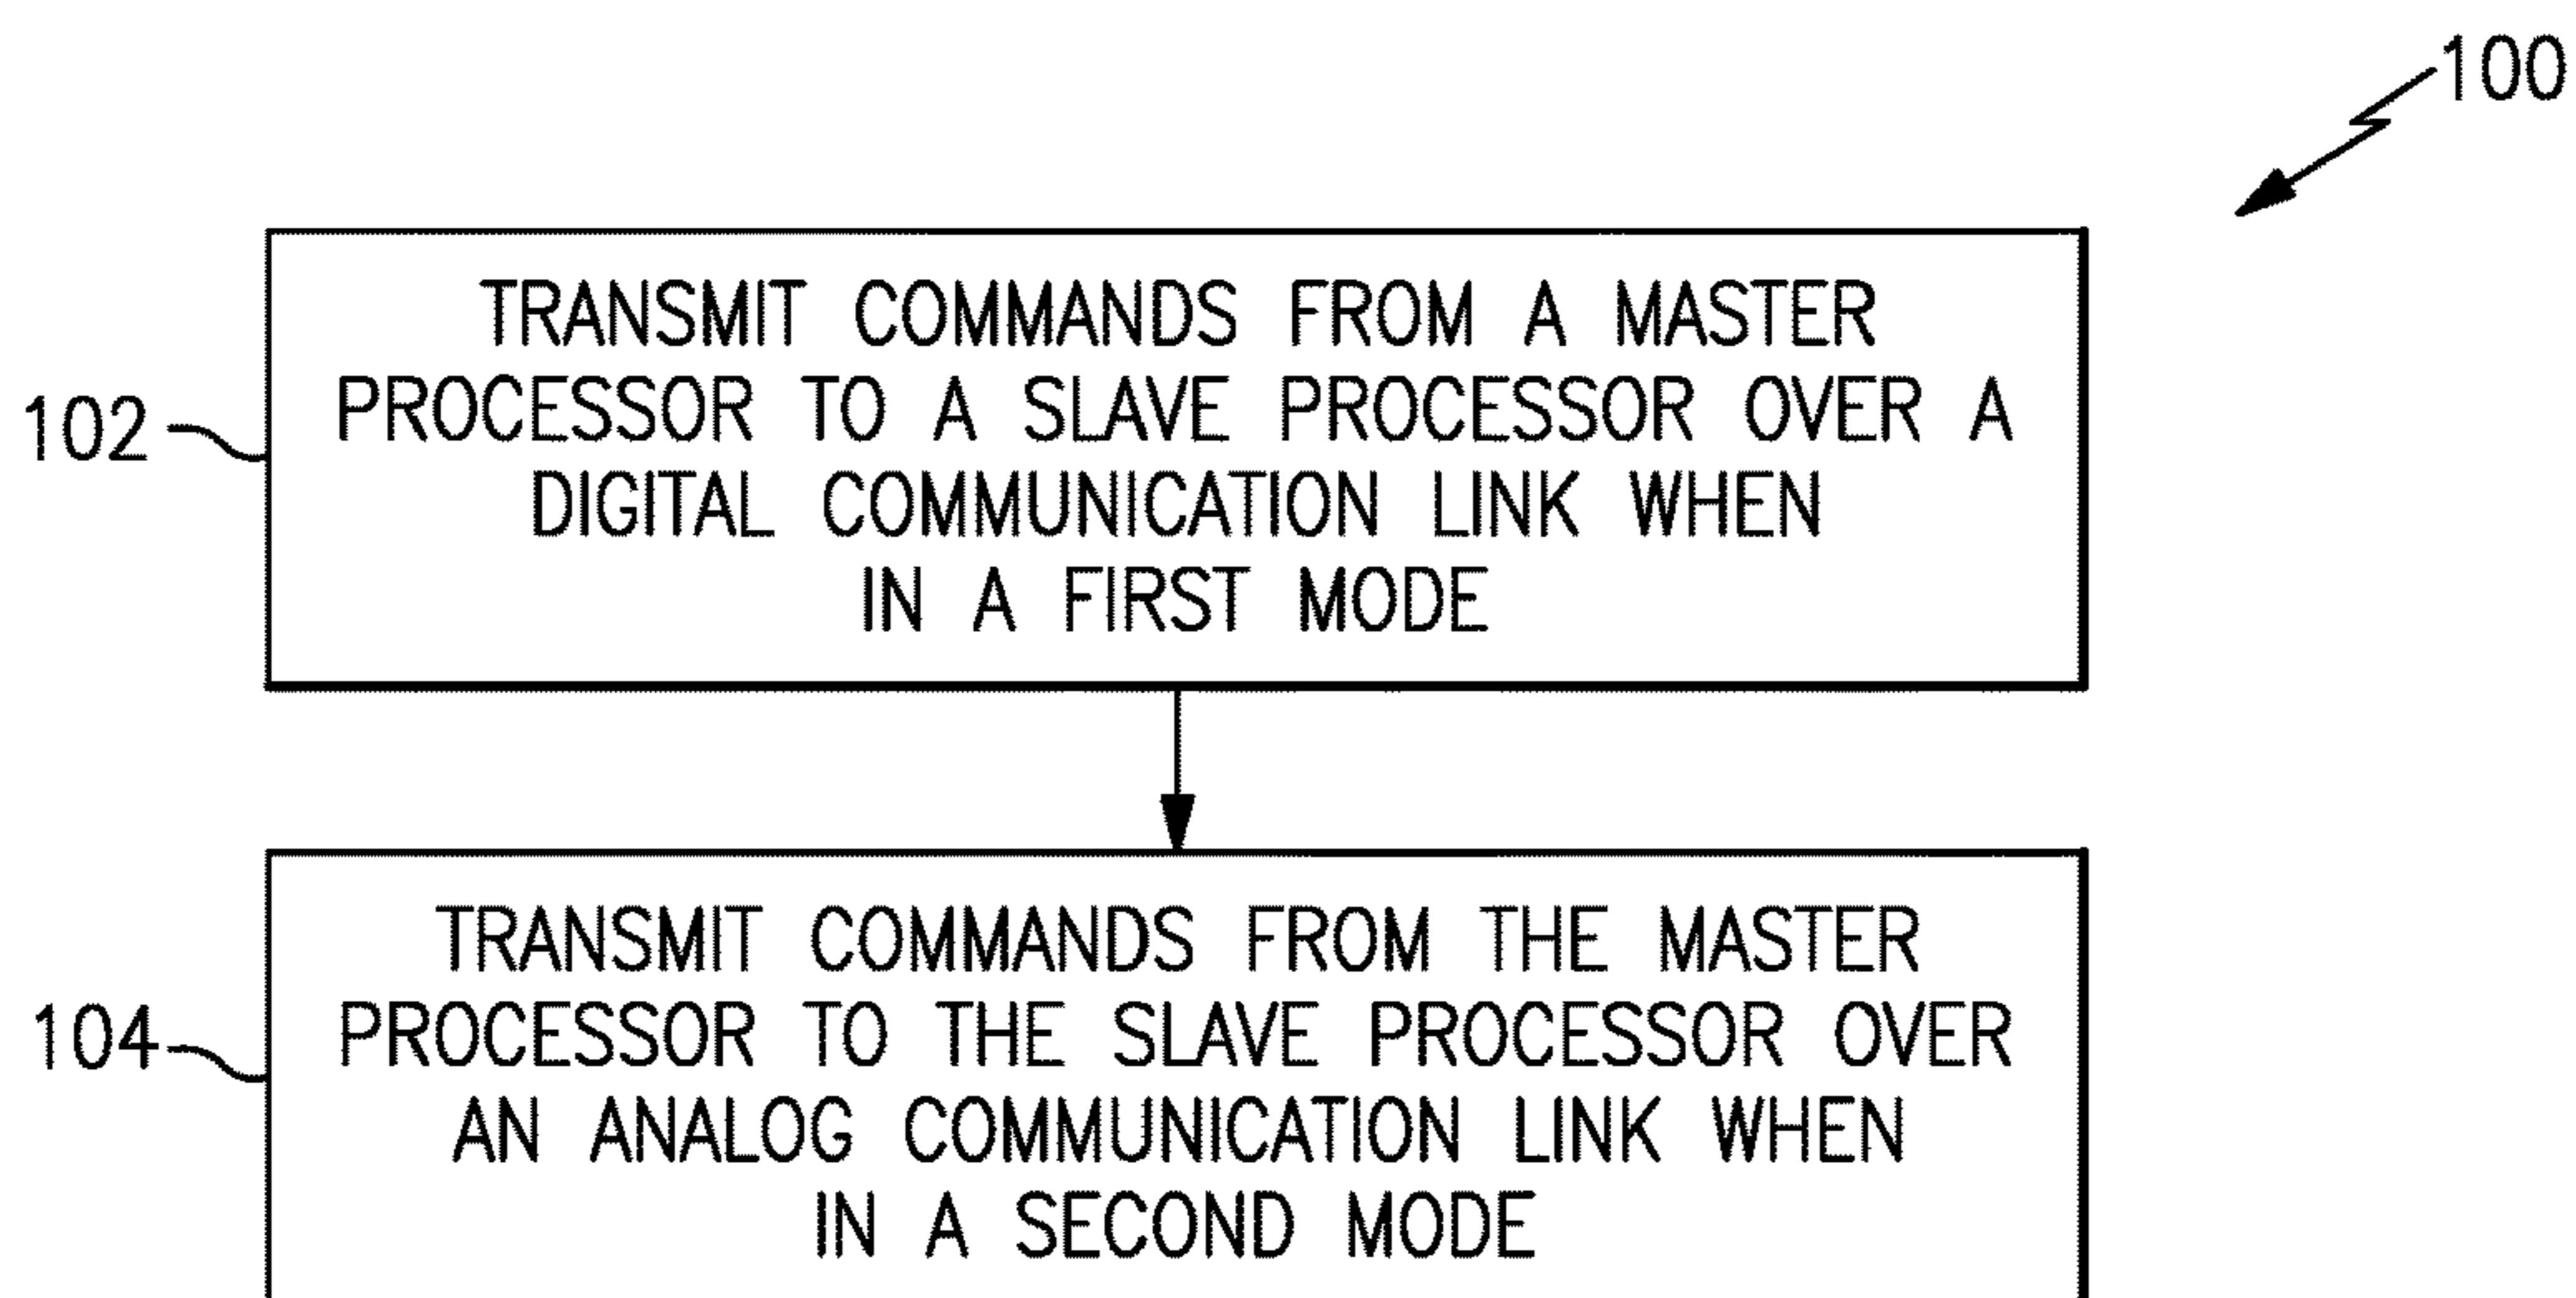 100
TRANSMIT COMMANDS FROM A MASTER
PROCESSOR TO A SLAVE PROCESSOR OVER A
DIGITAL COMMUNICATION LINK WHEN
IN A FIRST MODE
102
TRANSMIT COMMANDS FROM THE MASTER
PROCESSOR TO THE SLAVE PROCESSOR OVER
AN ANALOG COMMUNICATION LINK WHEN
IN A SECOND MODE
104